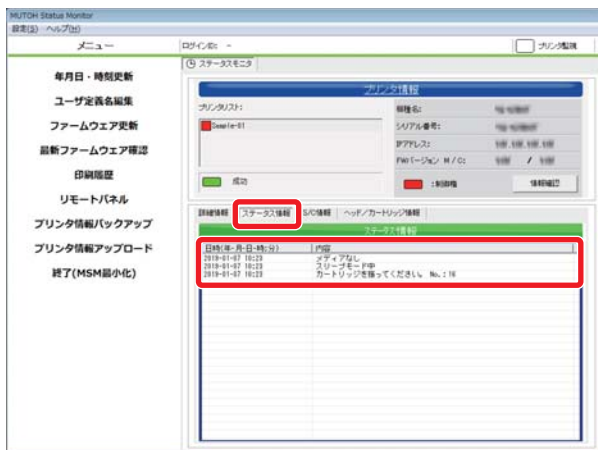 MUTOH Status Monitor
設定(S) ヘルプ(H)
メニュー
ログインID: -
プリンタ監視
ステータスモニタ
年月日・時刻更新
ユーザ定義名編集
ファームウェア更新
最新ファームウェア確認
印刷履歴
リモートパネル
プリンタ情報バックアップ
プリンタ情報アップロード
終了(MSM最小化)
プリンタ情報
プリンタリスト:
Sample-01
成功
機種名:
シリアル番号:
IPアドレス:
FWバージョン M / C:
/
:制御権
情報確認
詳細情報 ステータス情報 S/C情報 ヘッド/カートリッジ情報
ステータス情報
日時(年-月-日-時:分) 内容
2019-01-07 10:23 メディアなし
2019-01-07 10:23 スリープモード中
2019-01-07 10:23 カートリッジを振ってください。 No.: 16